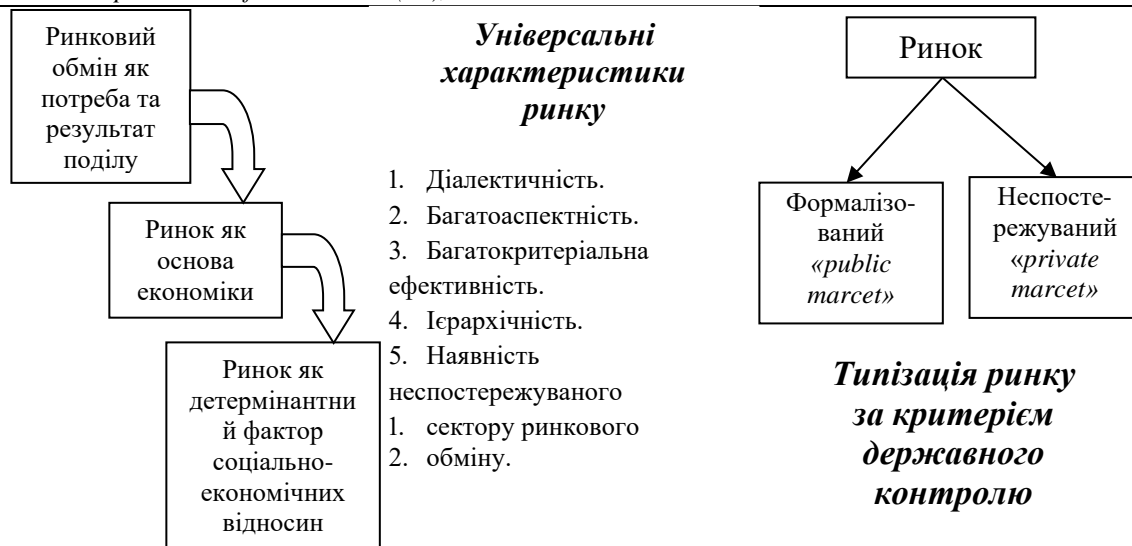 Ринковий
обмін як
потреба та
результат
поділу
Ринок як
основа
економіки
Ринок як
детермінантни
й фактор
соціально-
економічних
відносин
Універсальні
характеристики
ринку
1. Діалектичність.
2. Багатоаспектність.
3. Багатокритеріальна
ефективність.
4. Ієрархічність.
5. Наявність
неспостережуваного
1. сектору ринкового
2. обміну.
Ринок
Формалізо-
ваний
«public
marcet»
Неспосте-
режуваний
«private
marcet»
Типізація ринку
за критерієм
державного
контролю